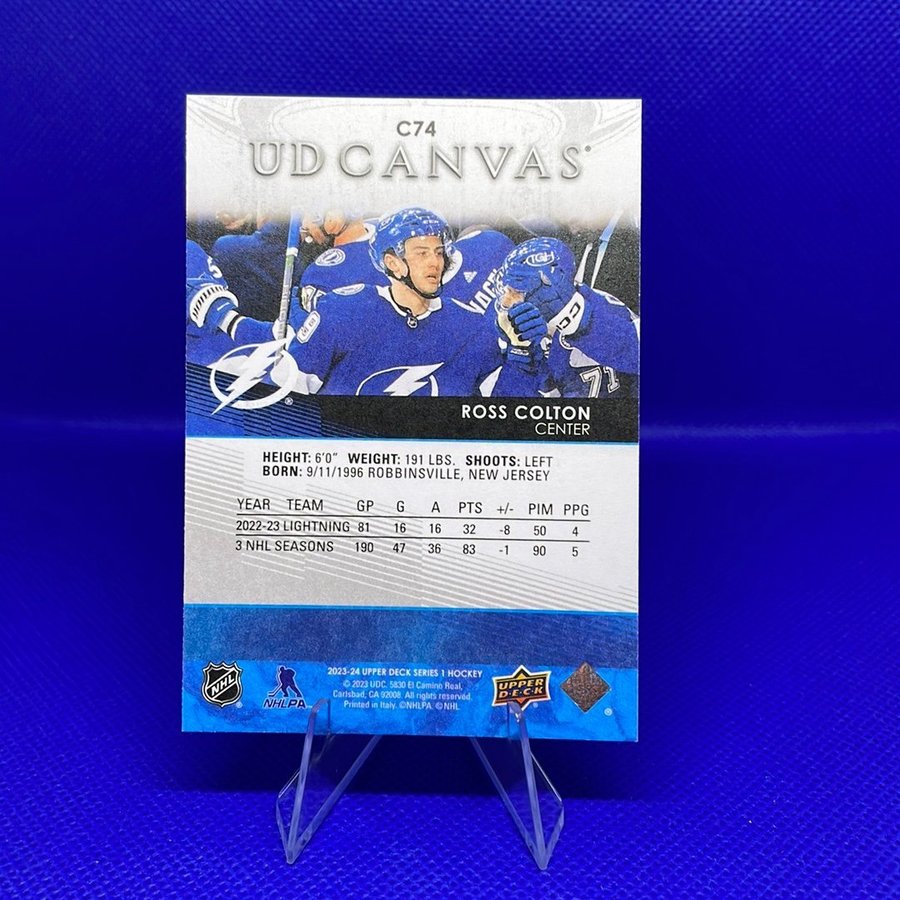 C74
UD CANVAS
TGH
71
ROSS COLTON
CENTER
HEIGHT: 6'0" WEIGHT: 191 LBS. SHOOTS: LEFT
BORN: 9/11/1996 ROBBINSVILLE, NEW JERSEY
YEAR TEAM GP G A PTS +/- PIM PPG
2022-23 LIGHTNING 81 16 16 32 -8 50 4
3 NHL SEASONS 190 47 36 83 -1 90 5
2023-24 UPPER DECK SERIES 1 HOCKEY
© 2023 UDC. 5830 El Camino Real,
Carlsbad, CA 92008. All rights reserved.
Printed in Italy. ©NHLPA. ©NHL
NHL
NHLPA
UPPER
D·E·C·K
®